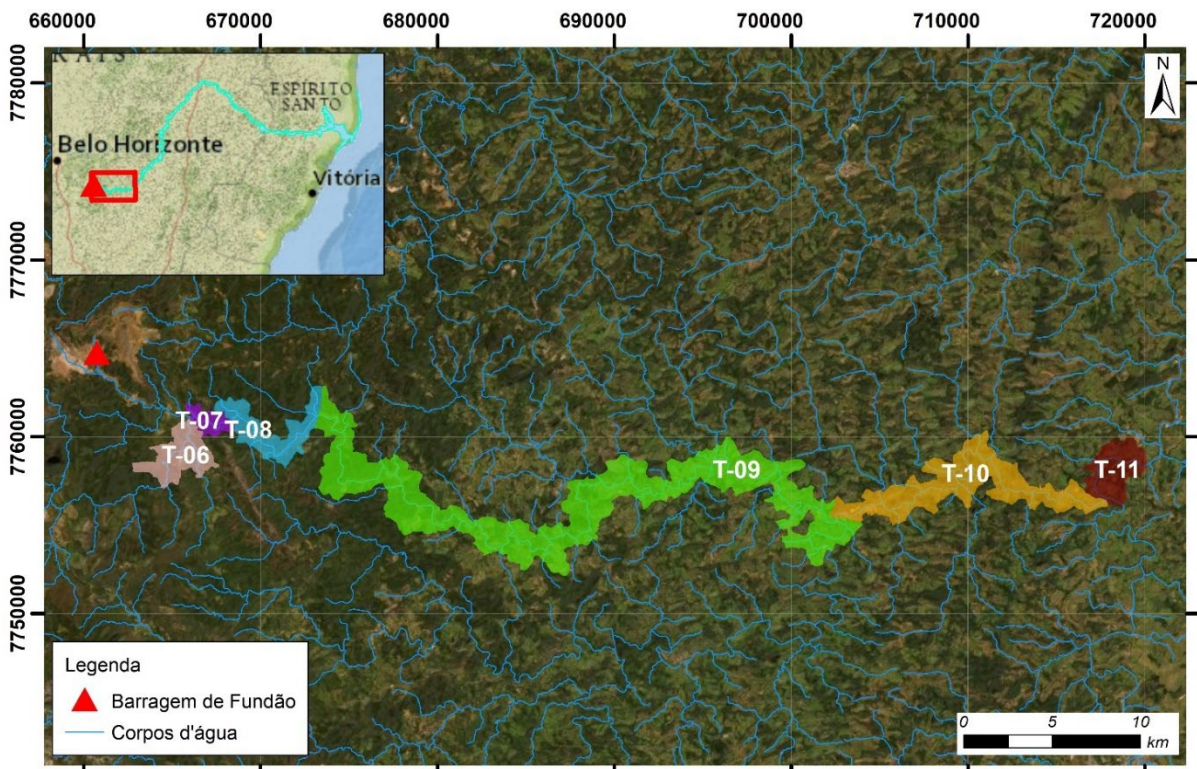 660000 670000 680000 690000 700000 710000 720000
7780000
7770000
7760000
7750000
RAIS
ESPÍRITO
SANTO
Belo Horizonte
Vitória
N
T-07
T-08
T-06
T-09
T-10
T-11
Legenda
Barragem de Fundão
Corpos d'água
0 5 10
km